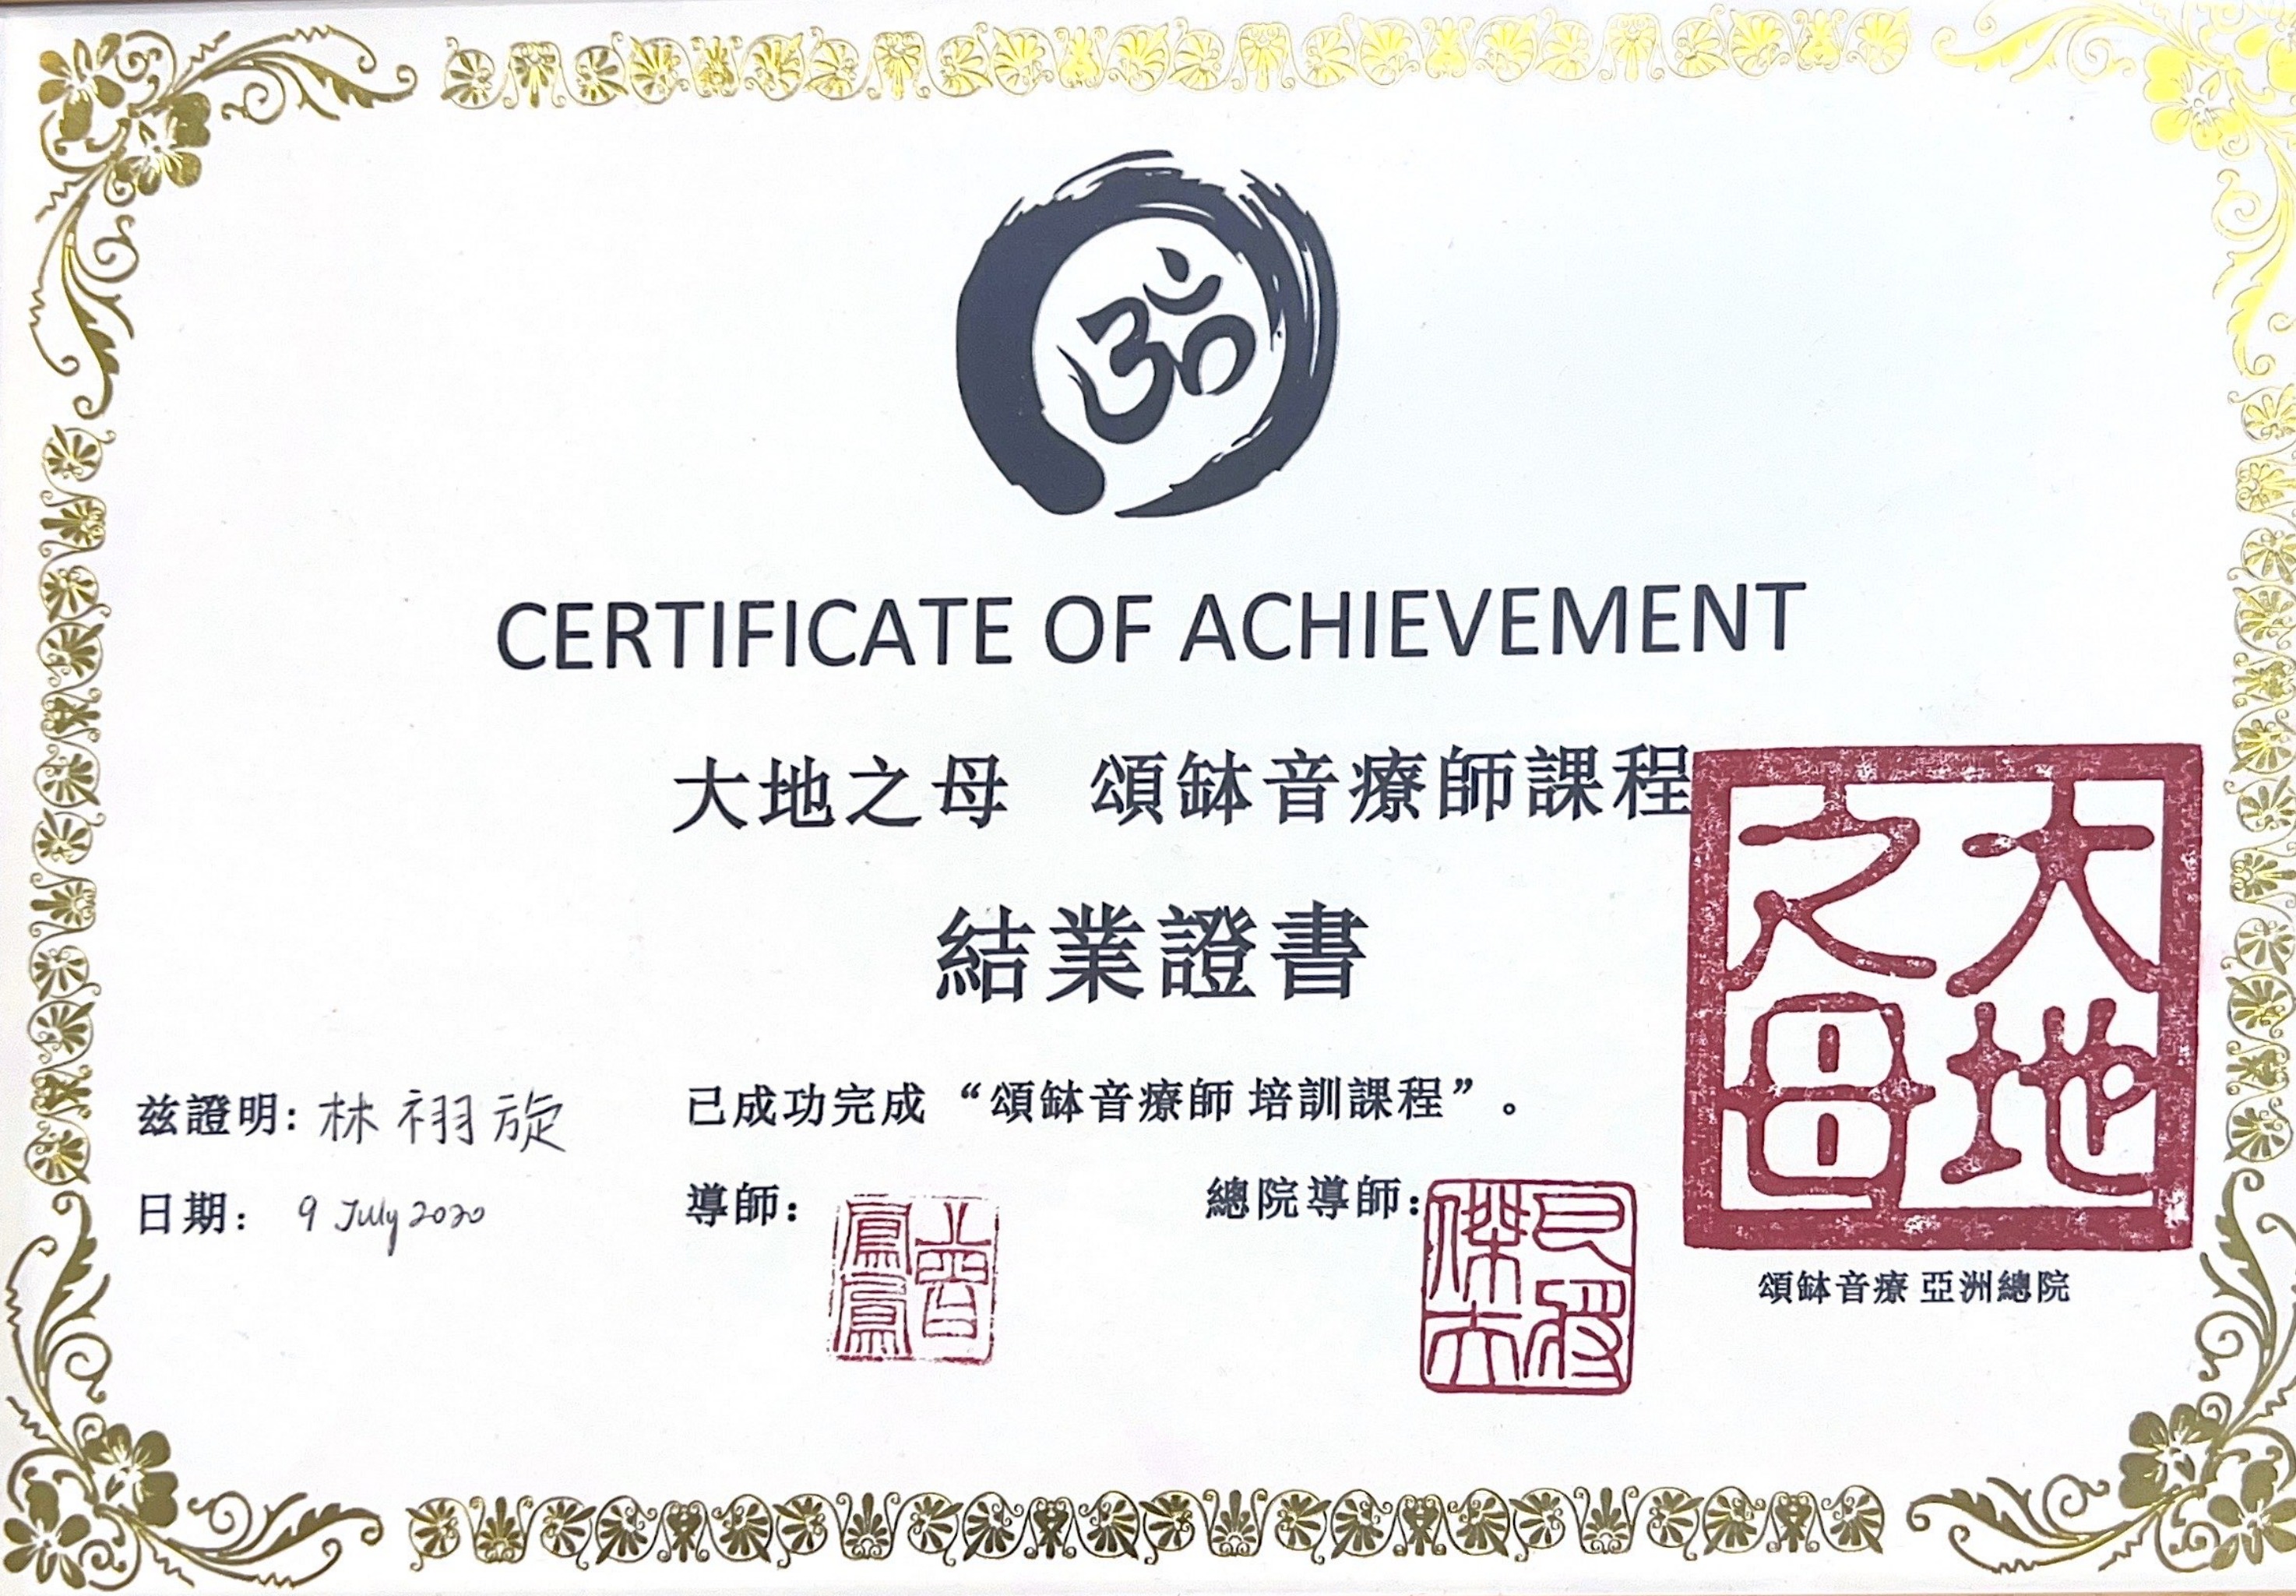 ॐ
CERTIFICATE OF ACHIEVEMENT
大地之母 頌缽音療師課程
結業證書
茲證明: 林祤旋 已成功完成 “頌缽音療師 培訓課程”。
日期: 9 July 2020 導師: 總院導師:
大地之母
頌缽音療 亞洲總院